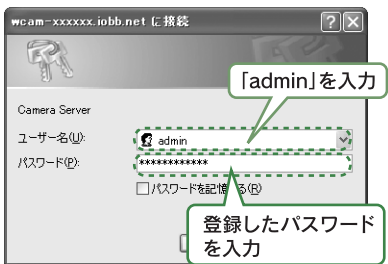 wcam-xxxxxx.iobb.net に接続
「admin」を入力
Camera Server
ユーザー名(U):
admin
パスワード(P):
************
パスワードを記憶する(R)
登録したパスワード
を入力